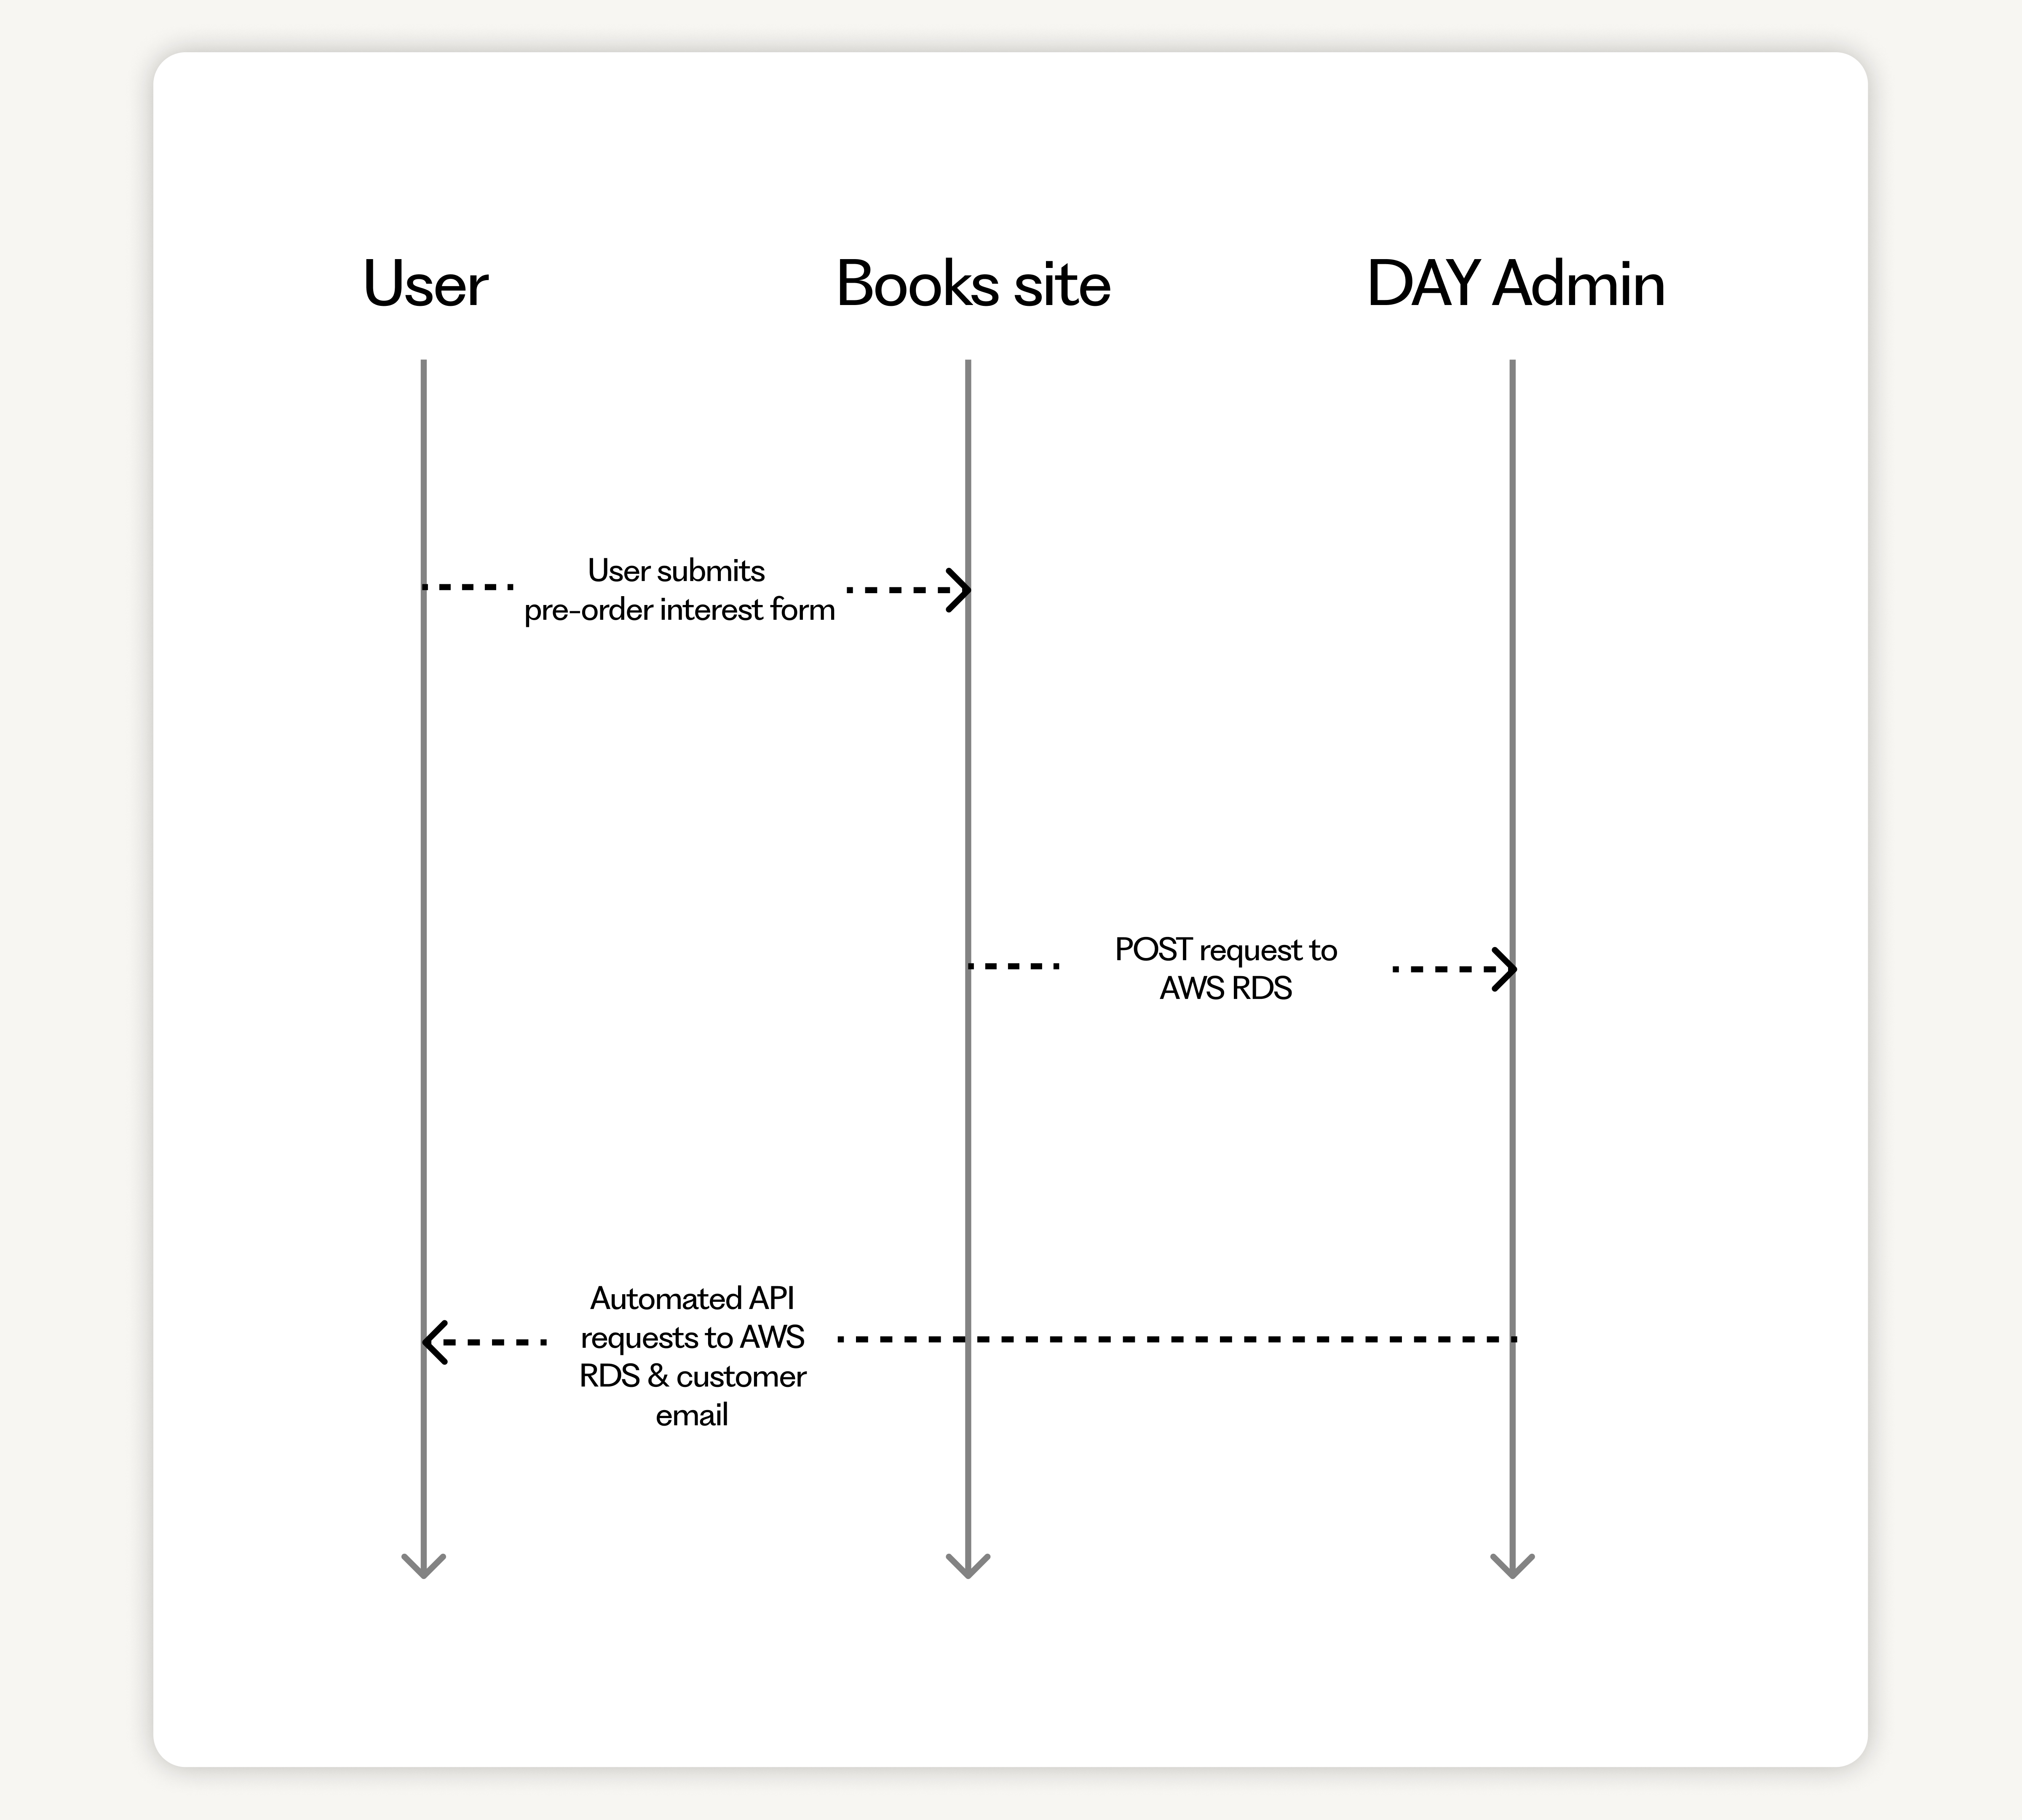 User
Books site
DAY Admin
User submits
pre-order interest form
POST request to
AWS RDS
Automated API
requests to AWS
RDS & customer
email